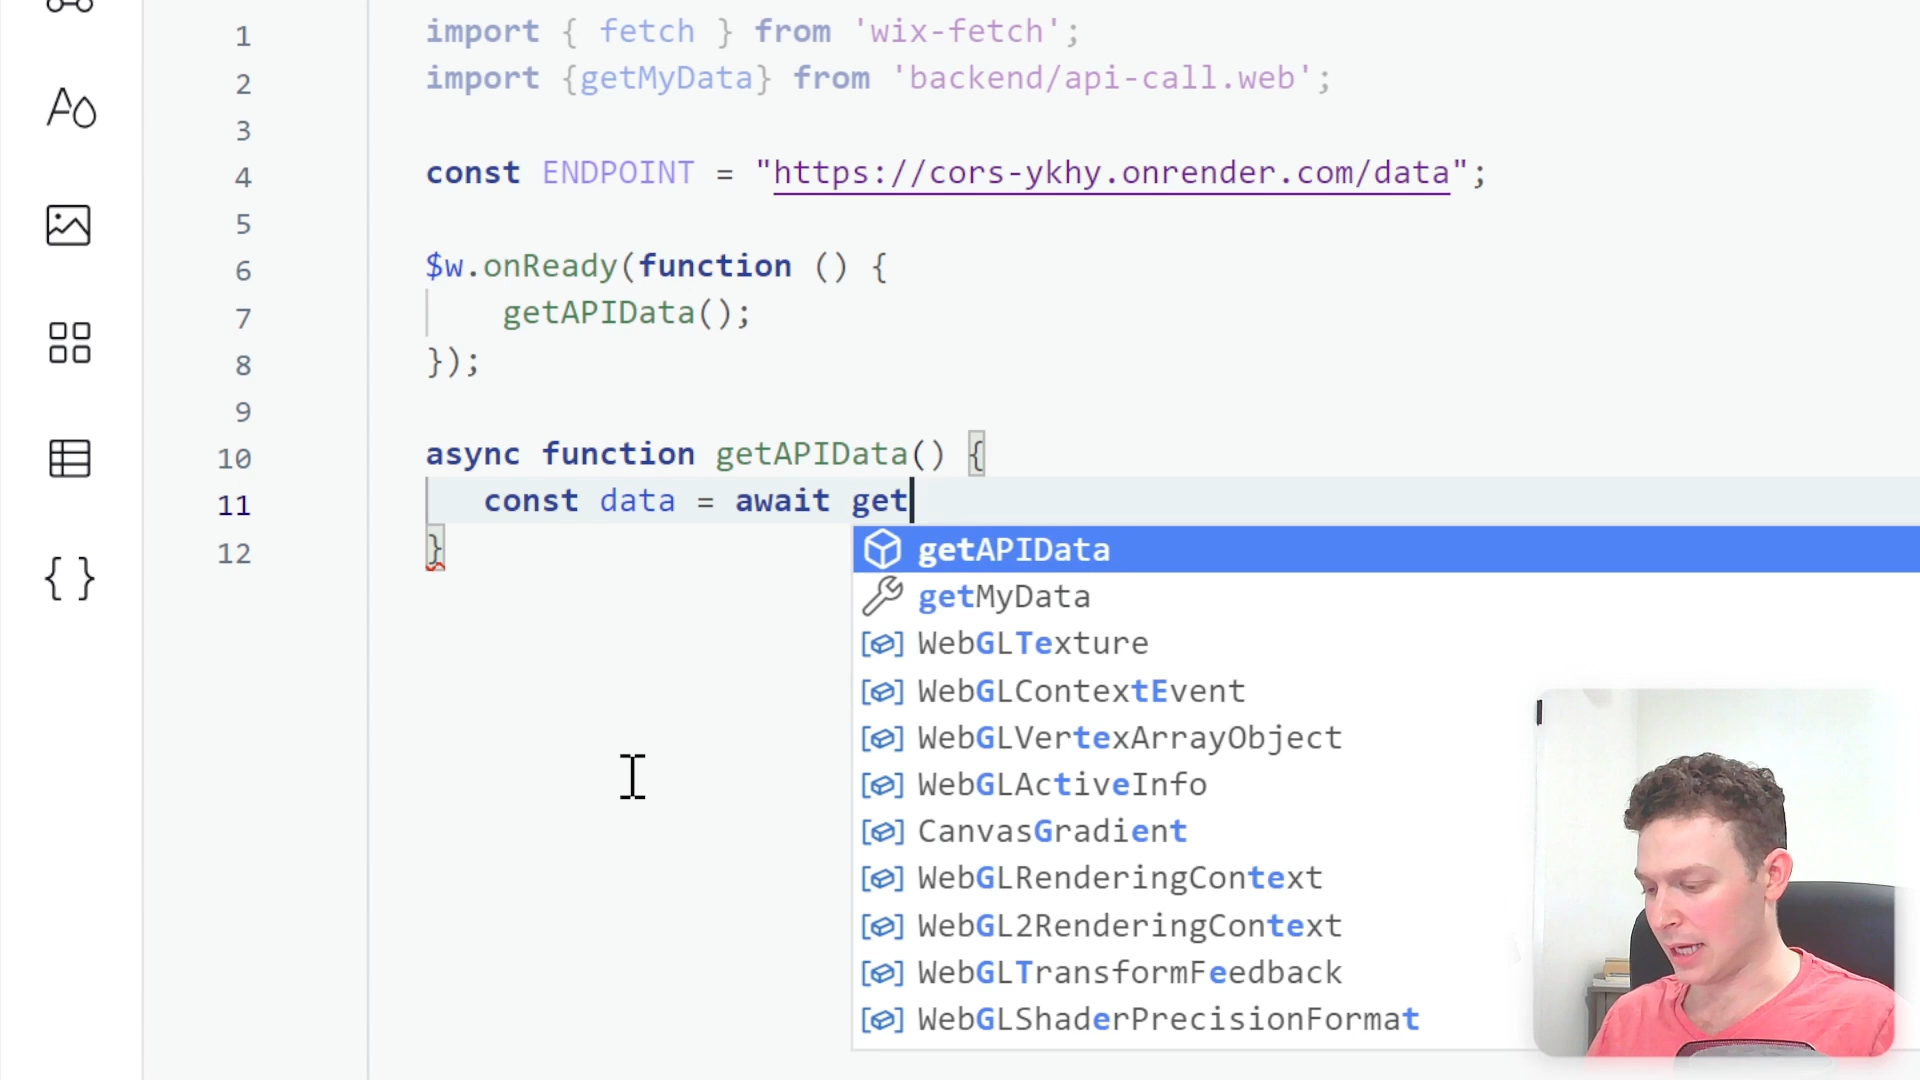 1 import { fetch } from 'wix-fetch';
2 import {getMyData} from 'backend/api-call.web';
3
4 const ENDPOINT = "https://cors-ykhy.onrender.com/data";
5
6 $w.onReady(function () {
7 getAPIData();
8 });
9
10 async function getAPIData() {
11 const data = await get
12 }
getAPIData
getMyData
WebGLTexture
WebGLContextEvent
WebGLVertexArrayObject
WebGLActiveInfo
CanvasGradient
WebGLRenderingContext
WebGL2RenderingContext
WebGLTransformFeedback
WebGLShaderPrecisionFormat